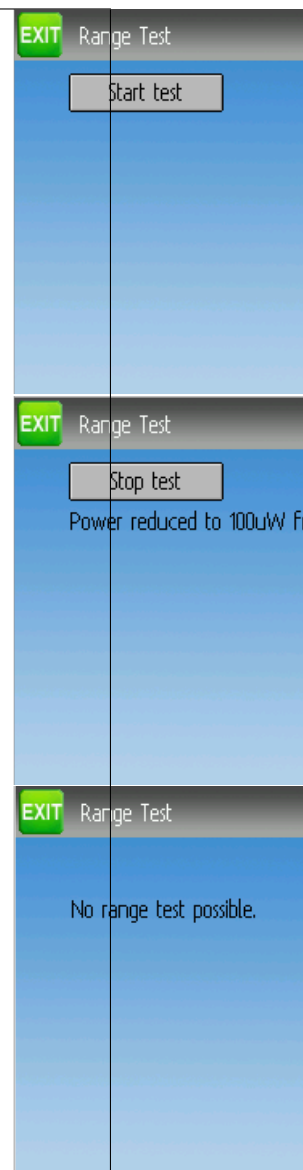 EXIT Range Test
Start test
EXIT Range Test
Stop test
Power reduced to 100uW
EXIT Range Test
No range test possible.